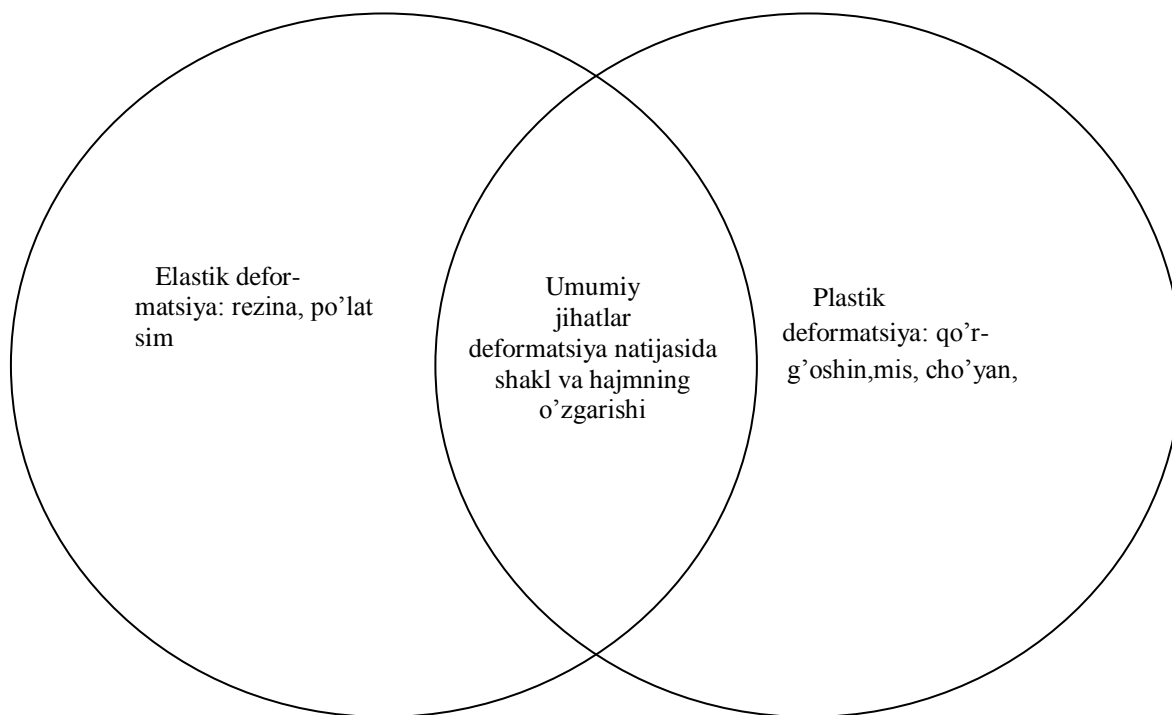 Elastik defor-
matsiya: rezina, po’lat
sim
Umumiy
jihatlar
deformatsiya natijasida
shakl va hajmning
o’zgarishi
Plastik
deformatsiya: qo’r-
g’oshin,mis, cho’yan,